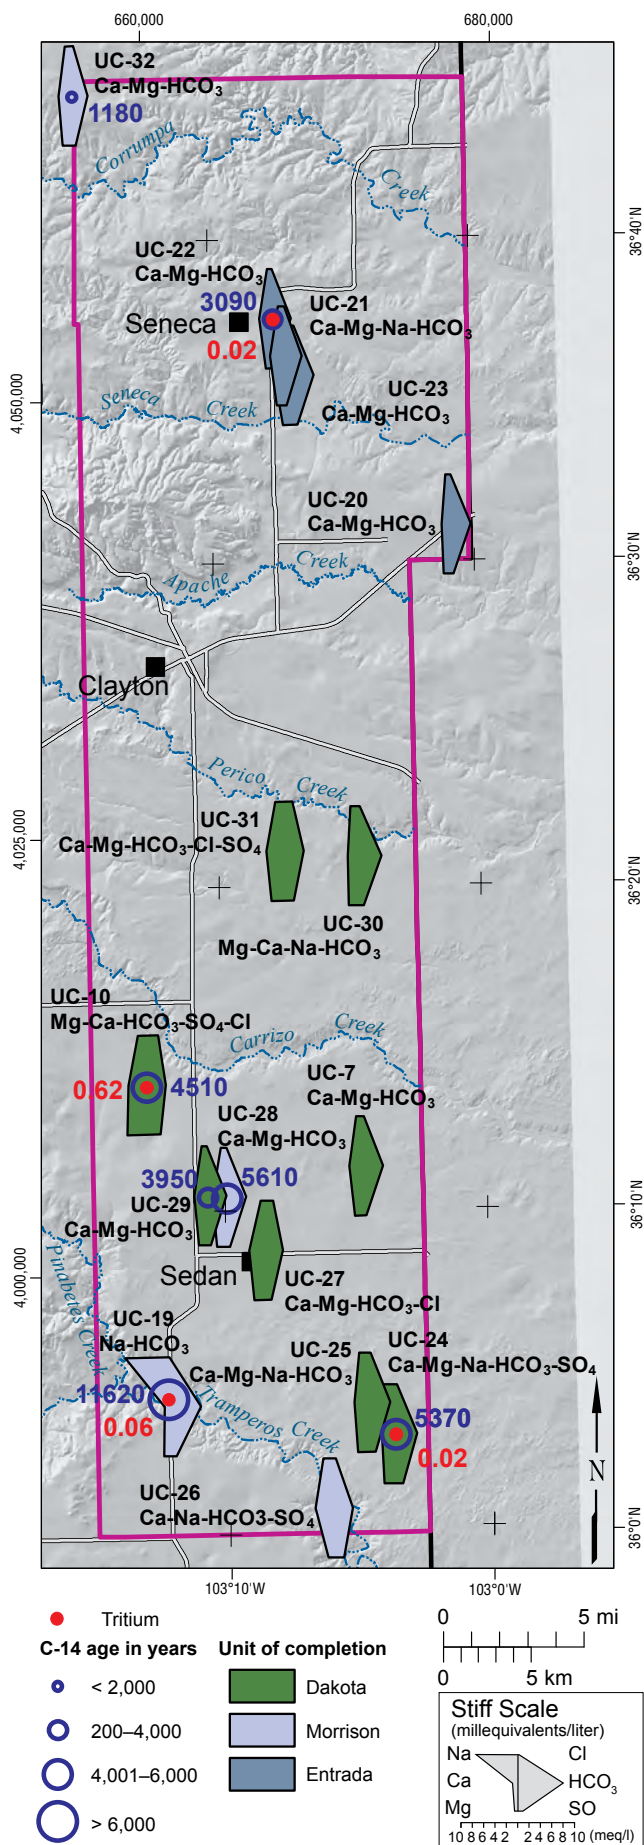 660,000
680,000
UC-32
Ca-Mg-HCO₃
1180
Corrumpa
Creek
36°40'N
UC-22
Ca-Mg-HCO₃
3090
UC-21
Ca-Mg-Na-HCO₃
Seneca
0.02
UC-23
Ca-Mg-HCO₃
4,050,000
Seneca
Creek
UC-20
Ca-Mg-HCO₃
36°30'N
Apache
Creek
Clayton
Perico
Creek
UC-31
Ca-Mg-HCO₃-Cl-SO₄
4,025,000
36°20'N
UC-30
Mg-Ca-Na-HCO₃
UC-10
Mg-Ca-HCO₃-SO₄-Cl
Carrizo
Creek
0.62
4510
UC-7
Ca-Mg-HCO₃
UC-28
Ca-Mg-HCO₃
3950
5610
UC-29
Ca-Mg-HCO₃
36°10'N
Pinabetes Creek
Sedan
4,000,000
UC-27
Ca-Mg-HCO₃-Cl
UC-19
Na-HCO₃
UC-25
Ca-Mg-Na-HCO₃
UC-24
Ca-Mg-Na-HCO₃-SO₄
11620
0.06
Tramperos
Creek
5370
0.02
UC-26
Ca-Na-HCO3-SO₄
N
36°0'N
103°10'W
103°0'W
Tritium
C-14 age in years
< 2,000
200–4,000
4,001–6,000
> 6,000
Unit of completion
Dakota
Morrison
Entrada
0 5 mi
0 5 km
Stiff Scale
(millequivalents/liter)
Na Cl
Ca HCO₃
Mg SO
10 8 6 4 2 2 4 6 8 10 (meq/l)